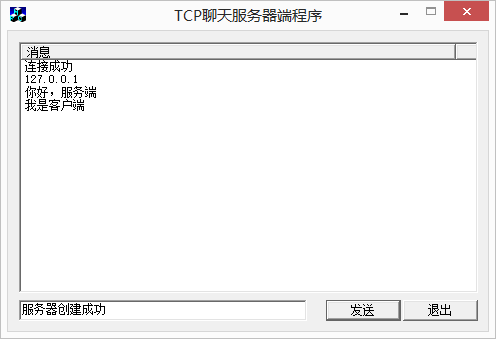 TCP聊天服务器端程序
消息
连接成功
127.0.0.1
你好，服务端
我是客户端
服务器创建成功
发送
退出